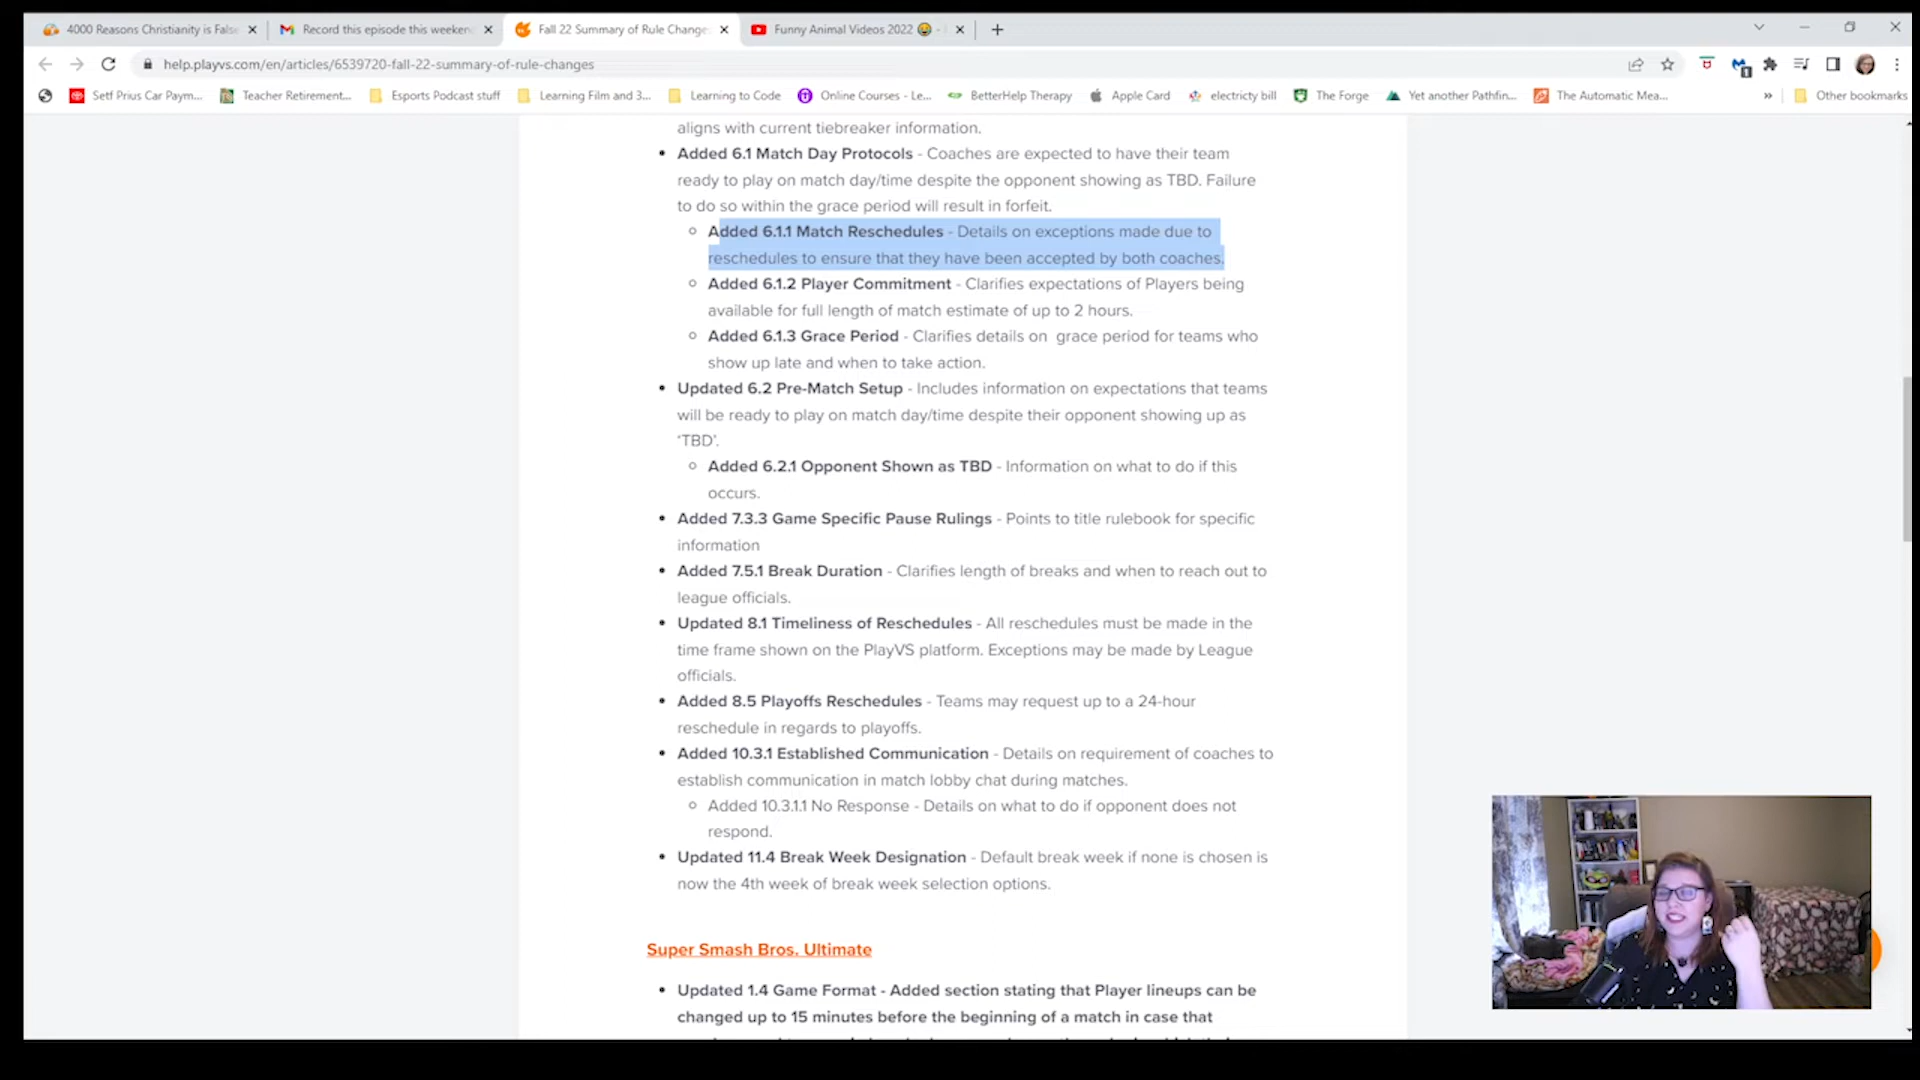 4000 Reasons Christianity is False
Record this episode this weeken
Fall 22 Summary of Rule Change
Funny Animal Videos 2022 😂 -
help.playvs.com/en/articles/6539720-fall-22-summary-of-rule-changes
Setf Prius Car Paym...
Teacher Retirement...
Esports Podcast stuff
Learning Film and 3...
Learning to Code
Online Courses - Le...
BetterHelp Therapy
Apple Card
electricty bill
The Forge
Yet another Pathfin...
The Automatic Mea...
»
Other bookmarks
aligns with current tiebreaker information.
• Added 6.1 Match Day Protocols - Coaches are expected to have their team
ready to play on match day/time despite the opponent showing as TBD. Failure
to do so within the grace period will result in forfeit.
Added 6.1.1 Match Reschedules - Details on exceptions made due to
reschedules to ensure that they have been accepted by both coaches.
Added 6.1.2 Player Commitment - Clarifies expectations of Players being
available for full length of match estimate of up to 2 hours.
Added 6.1.3 Grace Period - Clarifies details on grace period for teams who
show up late and when to take action.
• Updated 6.2 Pre-Match Setup - Includes information on expectations that teams
will be ready to play on match day/time despite their opponent showing up as
‘TBD’.
Added 6.2.1 Opponent Shown as TBD - Information on what to do if this
occurs.
• Added 7.3.3 Game Specific Pause Rulings - Points to title rulebook for specific
information
• Added 7.5.1 Break Duration - Clarifies length of breaks and when to reach out to
league officials.
• Updated 8.1 Timeliness of Reschedules - All reschedules must be made in the
time frame shown on the PlayVS platform. Exceptions may be made by League
officials.
• Added 8.5 Playoffs Reschedules - Teams may request up to a 24-hour
reschedule in regards to playoffs.
• Added 10.3.1 Established Communication - Details on requirement of coaches to
establish communication in match lobby chat during matches.
Added 10.3.1.1 No Response - Details on what to do if opponent does not
respond.
• Updated 11.4 Break Week Designation - Default break week if none is chosen is
now the 4th week of break week selection options.
Super Smash Bros. Ultimate
• Updated 1.4 Game Format - Added section stating that Player lineups can be
changed up to 15 minutes before the beginning of a match in case that